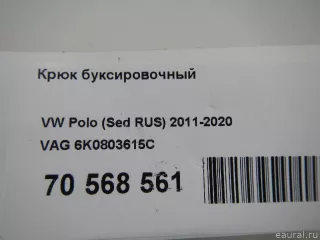 Крюк буксировочный
VW Polo (Sed RUS) 2011-2020
VAG 6K0803615C
70 568 561
eaural.ru